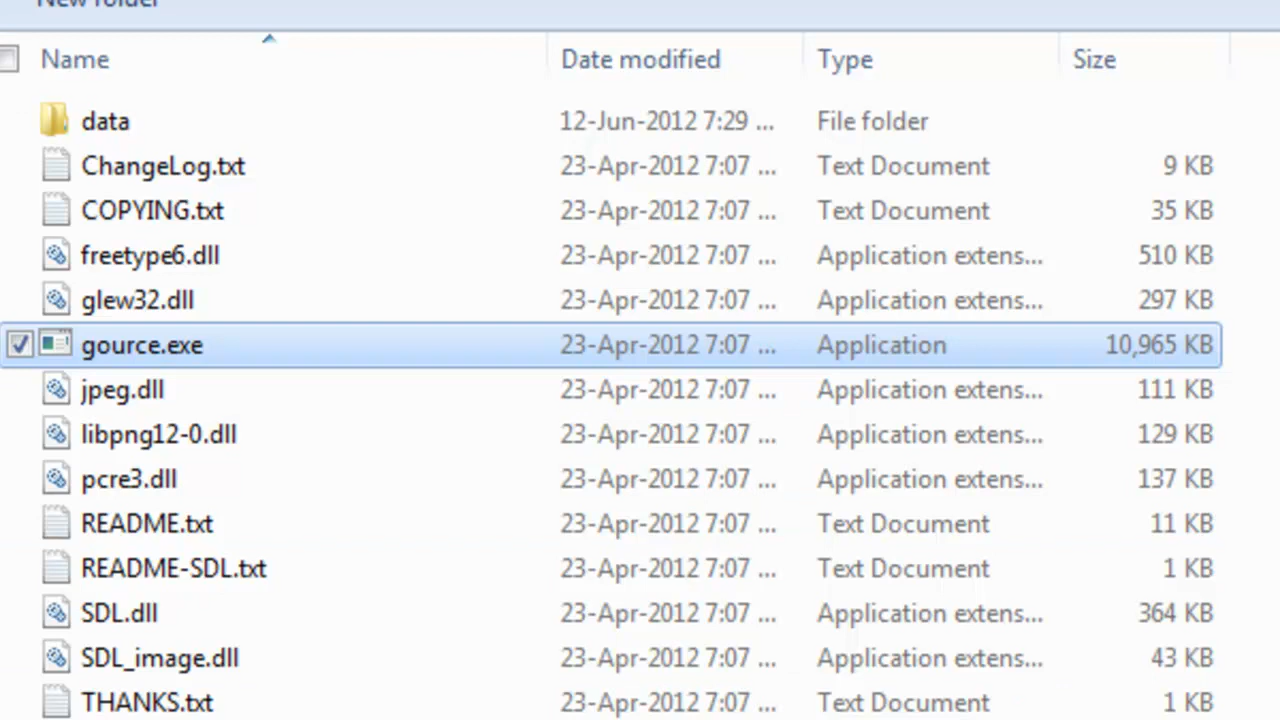 New folder
Name Date modified Type Size
data 12-Jun-2012 7:29 ... File folder
ChangeLog.txt 23-Apr-2012 7:07 ... Text Document 9 KB
COPYING.txt 23-Apr-2012 7:07 ... Text Document 35 KB
freetype6.dll 23-Apr-2012 7:07 ... Application extens... 510 KB
glew32.dll 23-Apr-2012 7:07 ... Application extens... 297 KB
gource.exe 23-Apr-2012 7:07 ... Application 10,965 KB
jpeg.dll 23-Apr-2012 7:07 ... Application extens... 111 KB
libpng12-0.dll 23-Apr-2012 7:07 ... Application extens... 129 KB
pcre3.dll 23-Apr-2012 7:07 ... Application extens... 137 KB
README.txt 23-Apr-2012 7:07 ... Text Document 11 KB
README-SDL.txt 23-Apr-2012 7:07 ... Text Document 1 KB
SDL.dll 23-Apr-2012 7:07 ... Application extens... 364 KB
SDL_image.dll 23-Apr-2012 7:07 ... Application extens... 43 KB
THANKS.txt 23-Apr-2012 7:07 ... Text Document 1 KB